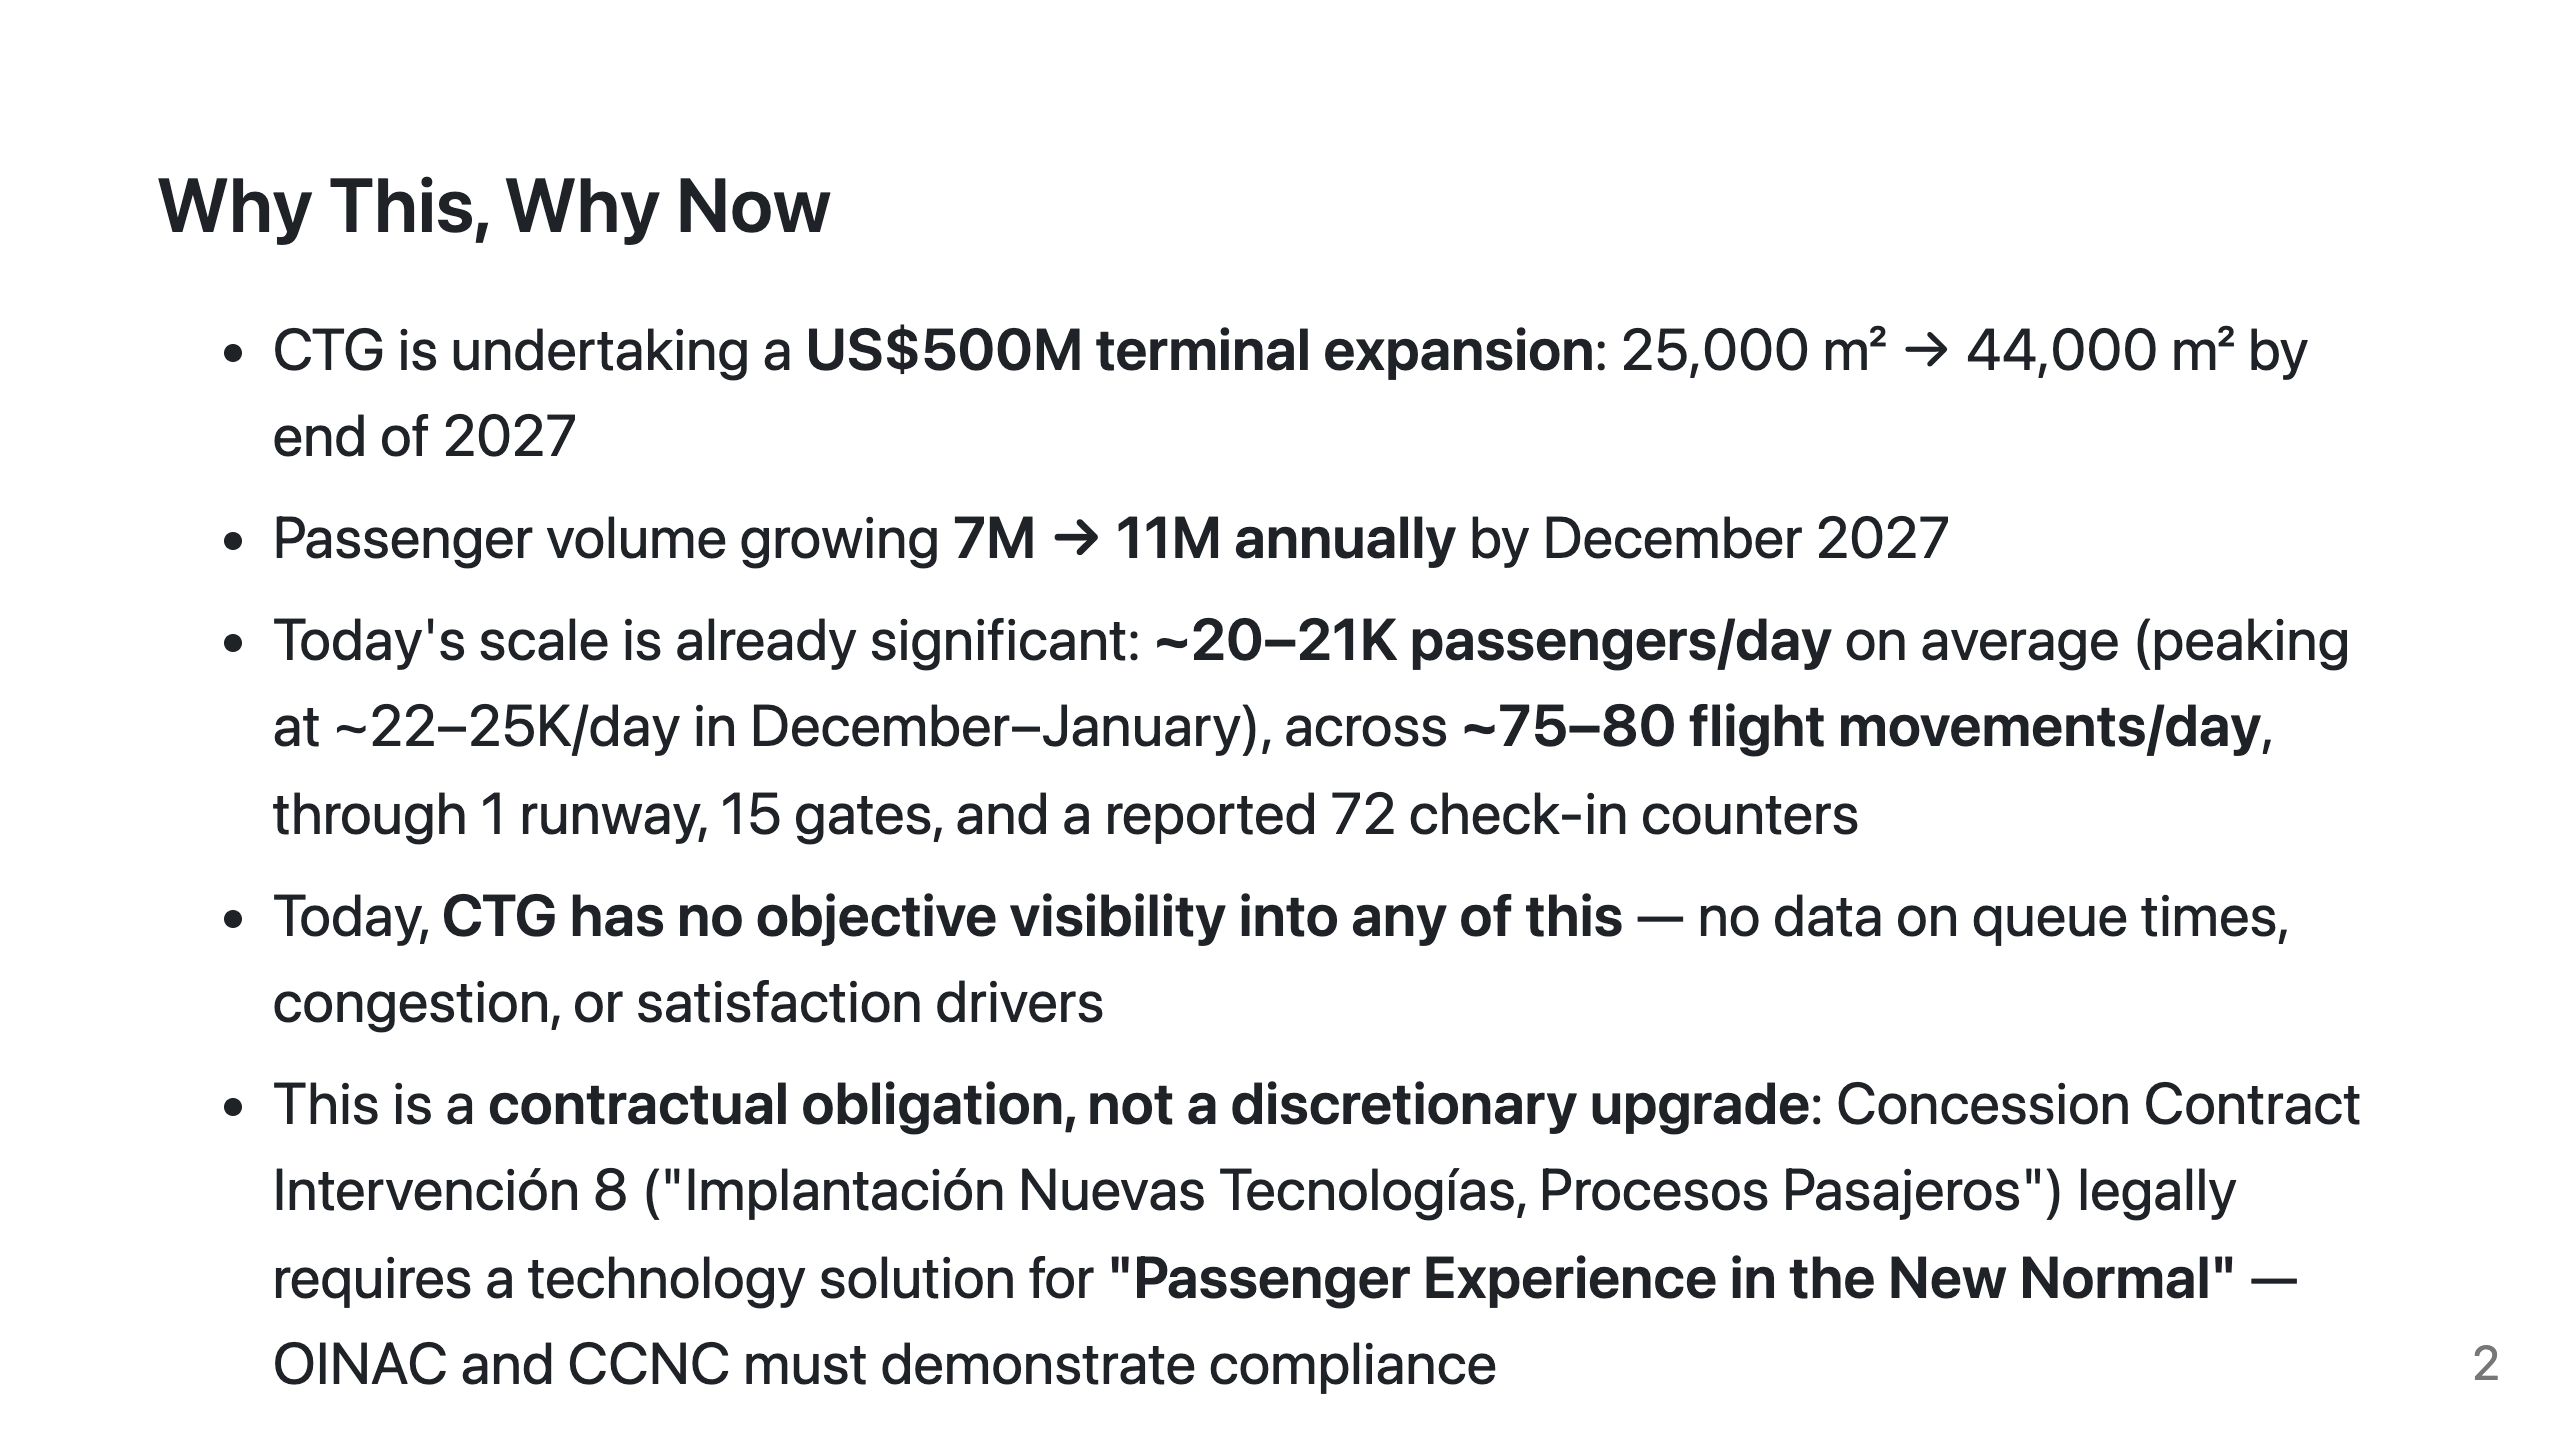 Why This, Why Now
• CTG is undertaking a US$500M terminal expansion: 25,000 m² → 44,000 m² by
end of 2027
• Passenger volume growing 7M → 11M annually by December 2027
• Today's scale is already significant: ~20–21K passengers/day on average (peaking
at ~22–25K/day in December–January), across ~75–80 flight movements/day,
through 1 runway, 15 gates, and a reported 72 check-in counters
• Today, CTG has no objective visibility into any of this — no data on queue times,
congestion, or satisfaction drivers
• This is a contractual obligation, not a discretionary upgrade: Concession Contract
Intervención 8 ("Implantación Nuevas Tecnologías, Procesos Pasajeros") legally
requires a technology solution for "Passenger Experience in the New Normal" —
OINAC and CCNC must demonstrate compliance
2